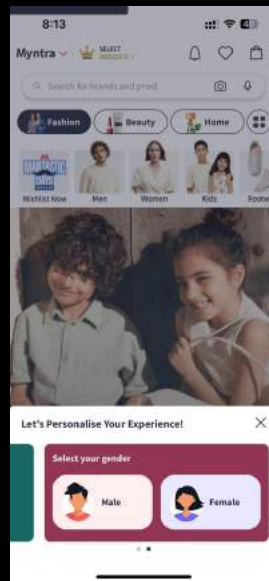 8:13
Myntra
SELECT
Search for brands and prod
Fashion
Beauty
Home
Wishlist Now
Men
Women
Kids
Footw
Let's Personalise Your Experience!
Select your gender
Male
Female